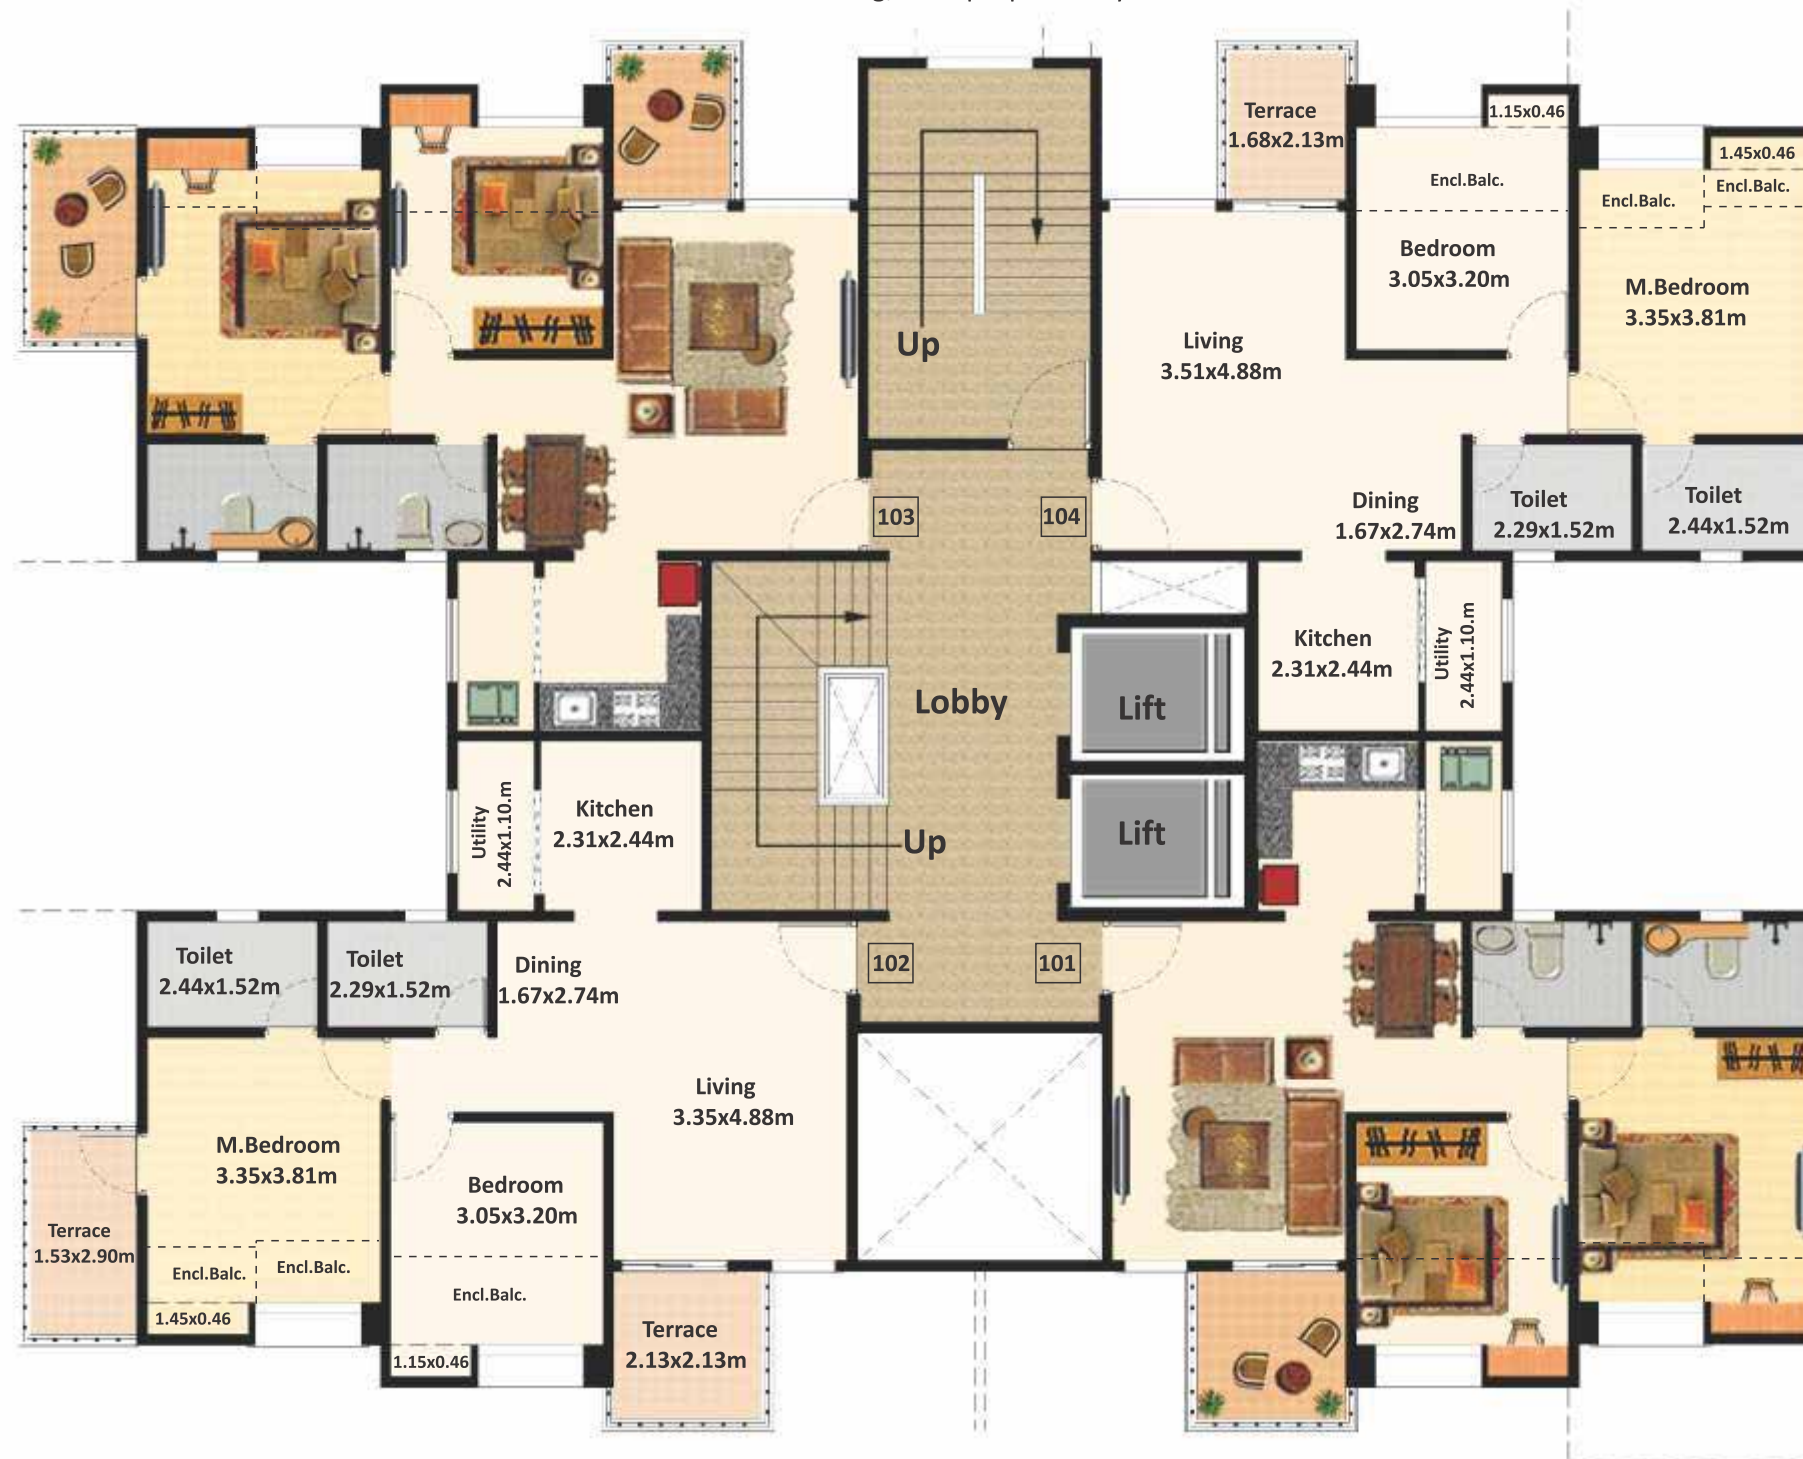 Terrace
1.68x2.13m
1.15x0.46
1.45x0.46
Encl.Balc.
Encl.Balc.
Encl.Balc.
Bedroom
3.05x3.20m
M.Bedroom
3.35x3.81m
Up
Living
3.51x4.88m
103
104
Dining
1.67x2.74m
Toilet
2.29x1.52m
Toilet
2.44x1.52m
Kitchen
2.31x2.44m
Utility
2.44x1.10.m
Lobby
Lift
Utility
2.44x1.10.m
Kitchen
2.31x2.44m
Up
Lift
Toilet
2.44x1.52m
Toilet
2.29x1.52m
Dining
1.67x2.74m
102
101
Living
3.35x4.88m
M.Bedroom
3.35x3.81m
Bedroom
3.05x3.20m
Terrace
1.53x2.90m
Encl.Balc.
Encl.Balc.
Encl.Balc.
1.45x0.46
1.15x0.46
Terrace
2.13x2.13m